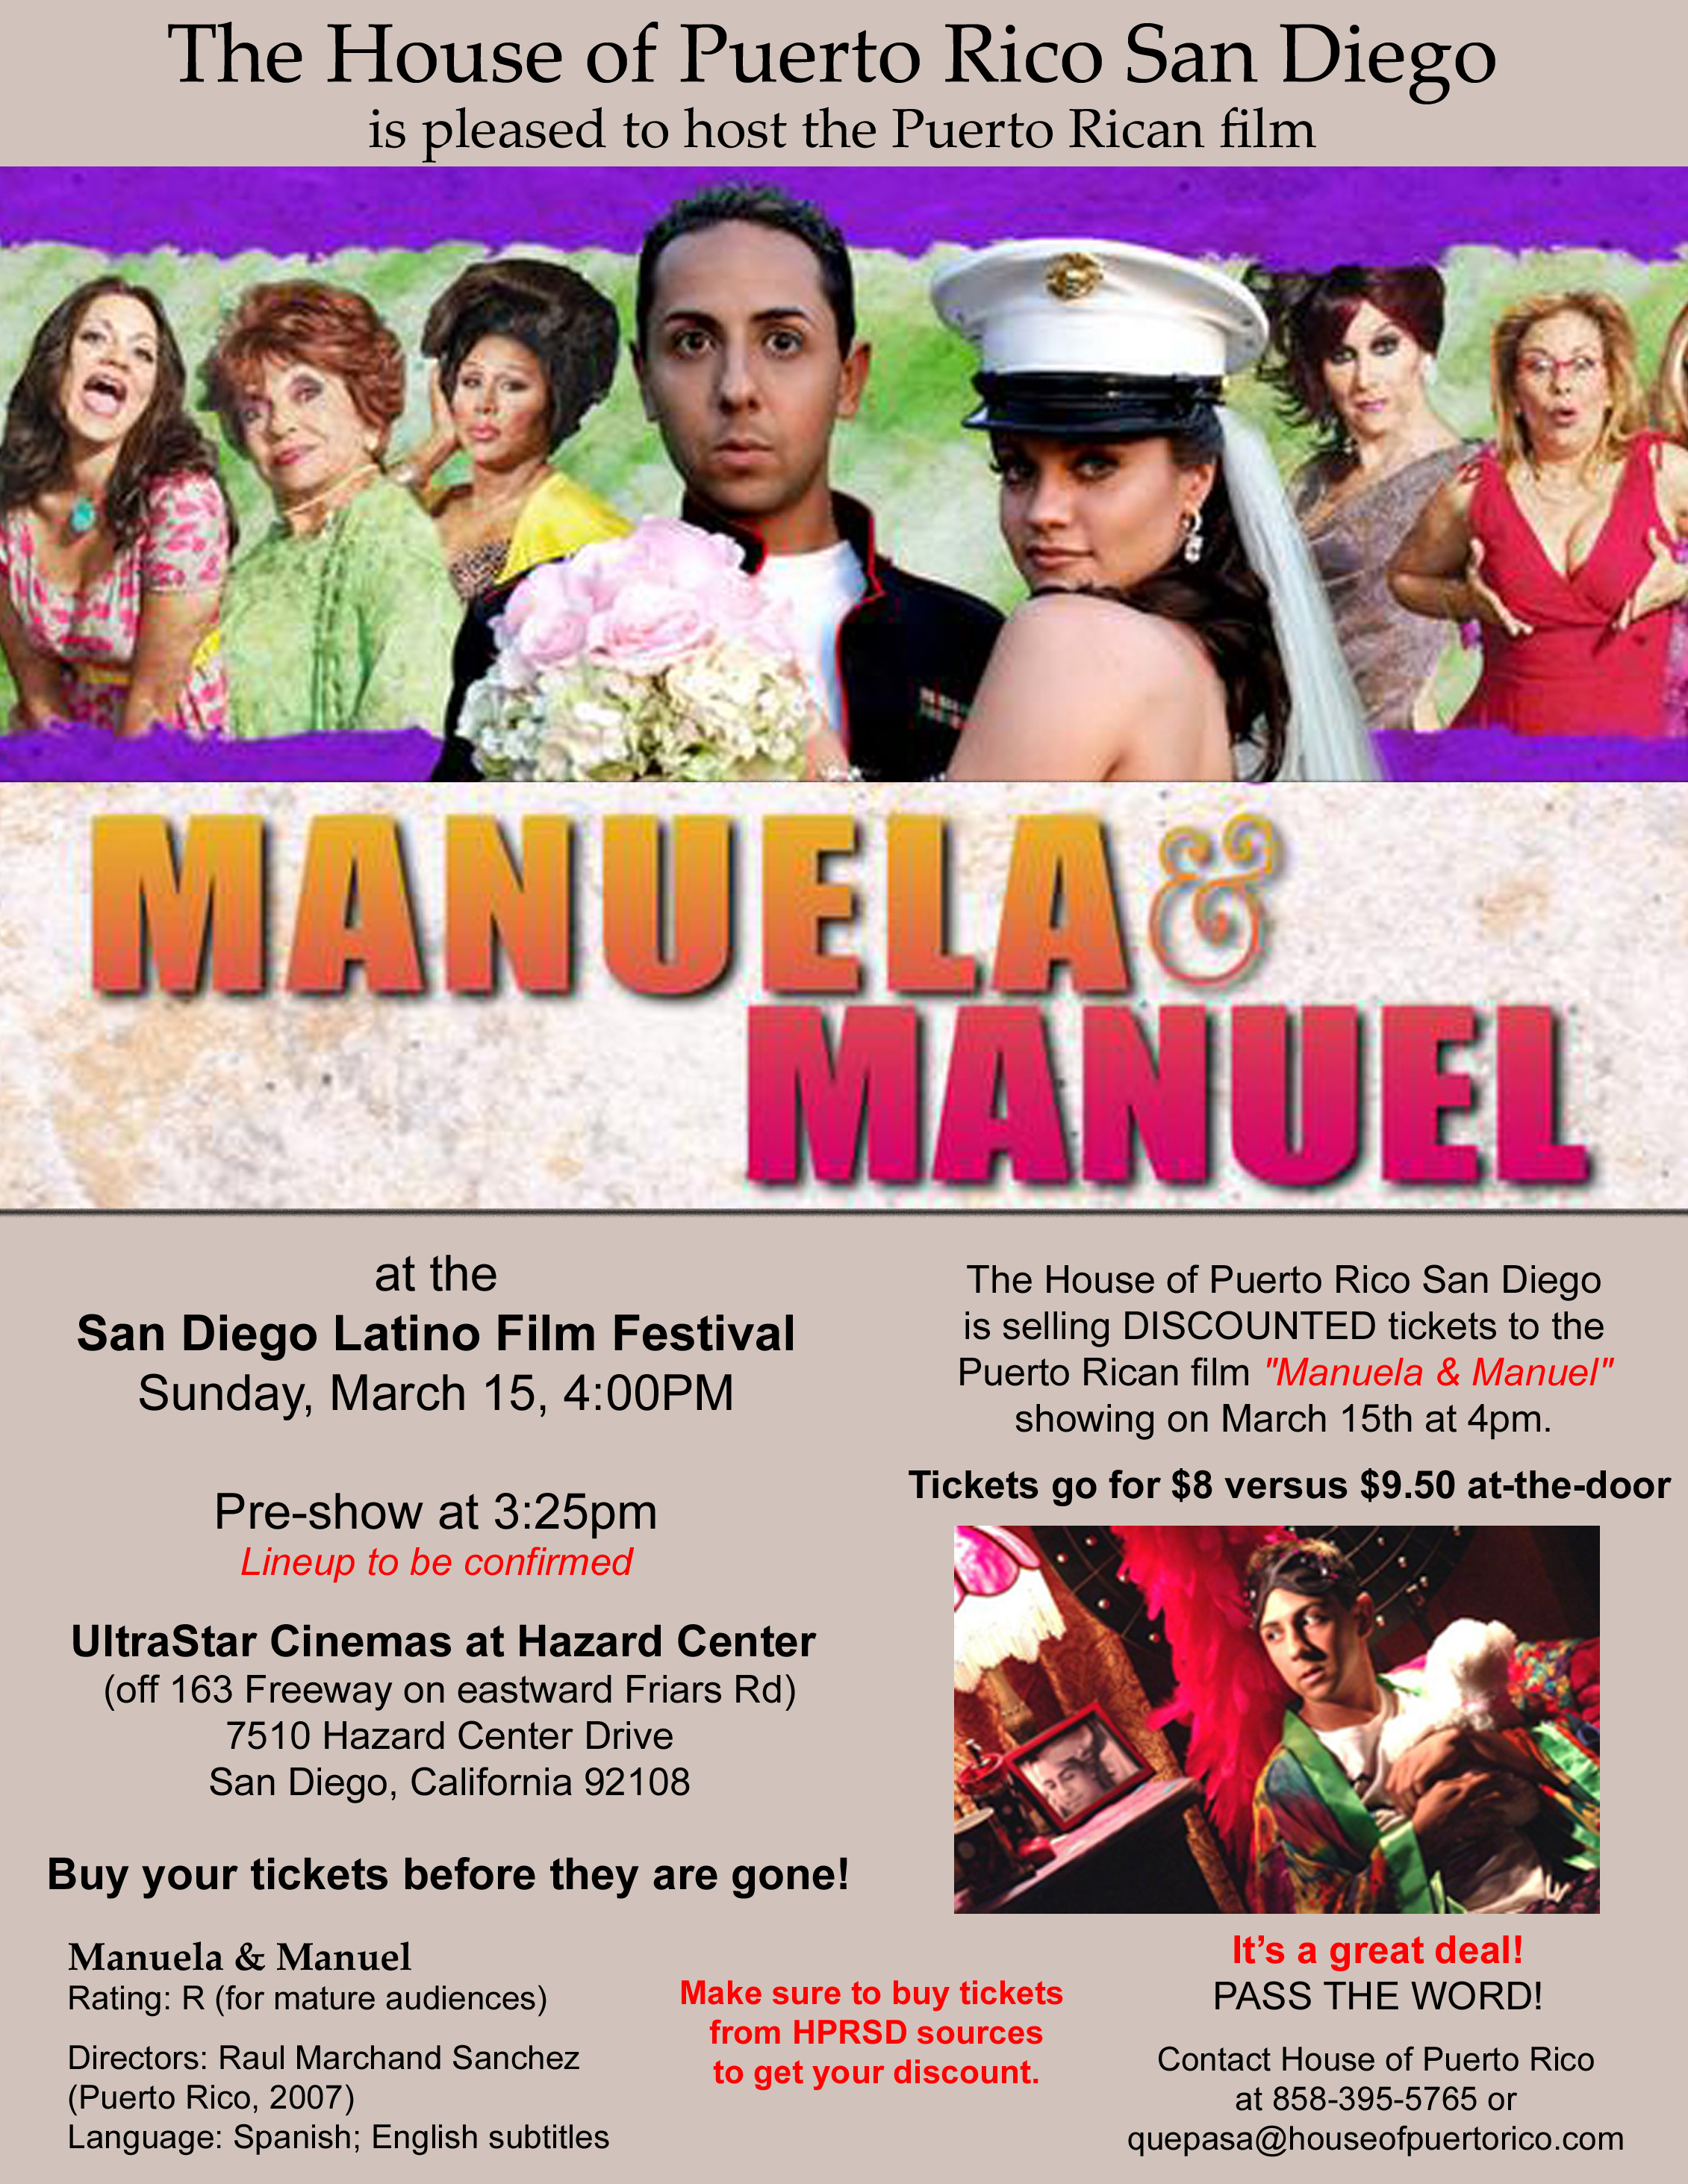 The House of Puerto Rico San Diego
is pleased to host the Puerto Rican film
MANUELA &
MANUEL
at the
San Diego Latino Film Festival
Sunday, March 15, 4:00PM
Pre-show at 3:25pm
Lineup to be confirmed
UltraStar Cinemas at Hazard Center
(off 163 Freeway on eastward Friars Rd)
7510 Hazard Center Drive
San Diego, California 92108
Buy your tickets before they are gone!
Manuela & Manuel
Rating: R (for mature audiences)
Directors: Raul Marchand Sanchez
(Puerto Rico, 2007)
Language: Spanish; English subtitles
Make sure to buy tickets
from HPRSD sources
to get your discount.
The House of Puerto Rico San Diego
is selling DISCOUNTED tickets to the
Puerto Rican film "Manuela & Manuel"
showing on March 15th at 4pm.
Tickets go for $8 versus $9.50 at-the-door
It’s a great deal!
PASS THE WORD!
Contact House of Puerto Rico
at 858-395-5765 or
quepasa@houseofpuertorico.com